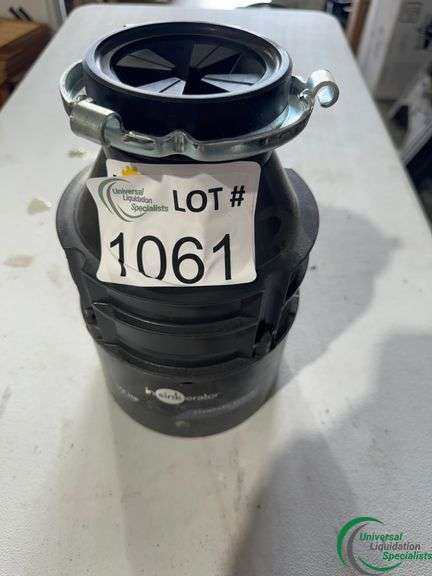 Universal
Liquidation
Specialists
LOT #
1061
insinkerator
Universal
Liquidation
Specialists